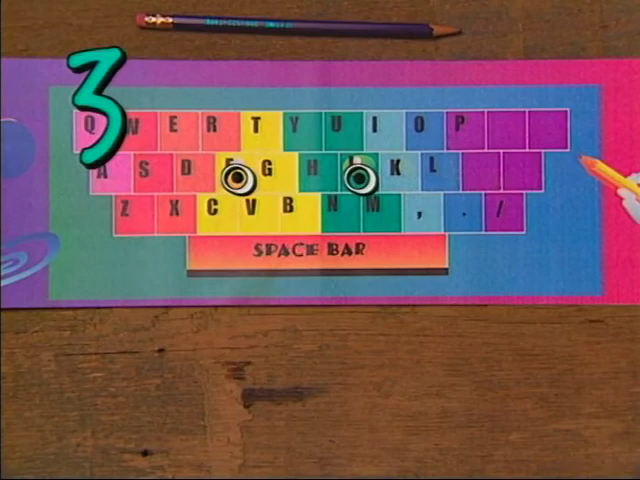 3
Q W E R T Y U I O P
A S D F G H K L
Z X C V B N M , . /
SPACE BAR